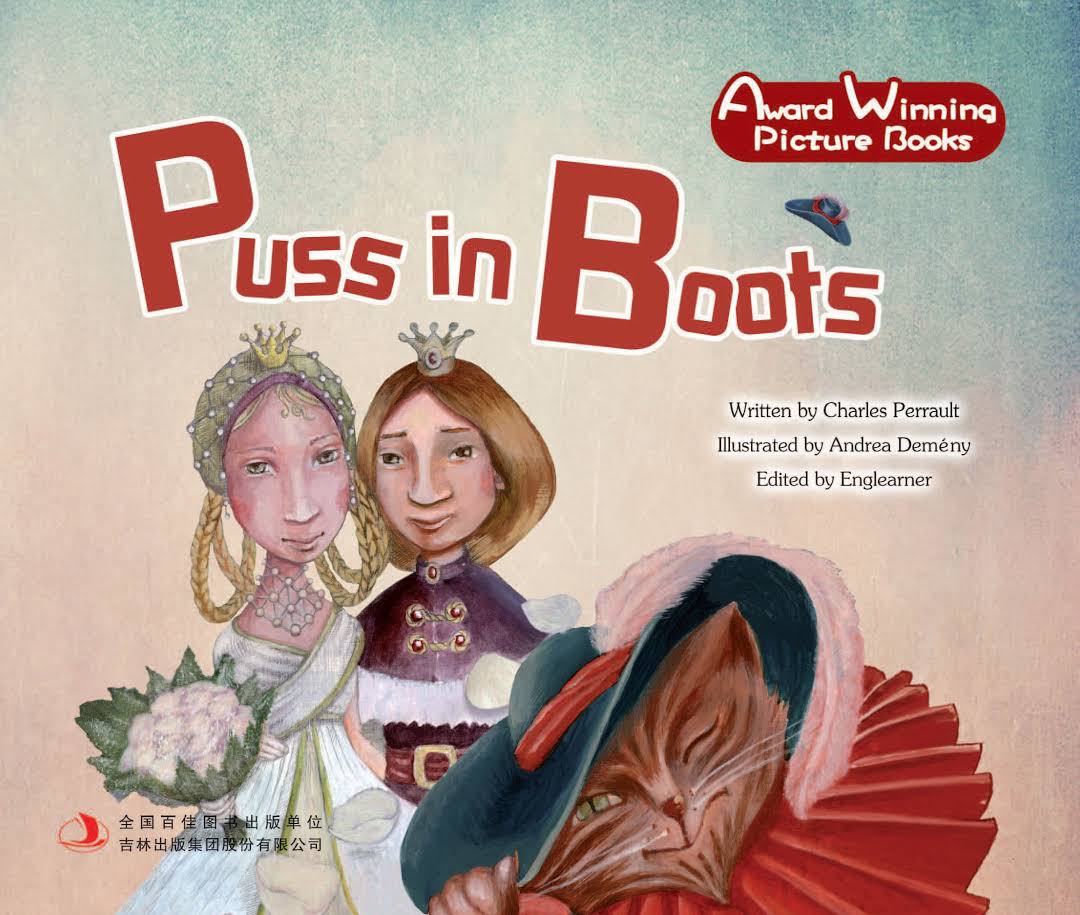 Award Winning
Picture Books
Puss in Boots
Written by Charles Perrault
Illustrated by Andrea Demény
Edited by Englearner
全国百佳图书出版单位
吉林出版集团股份有限公司